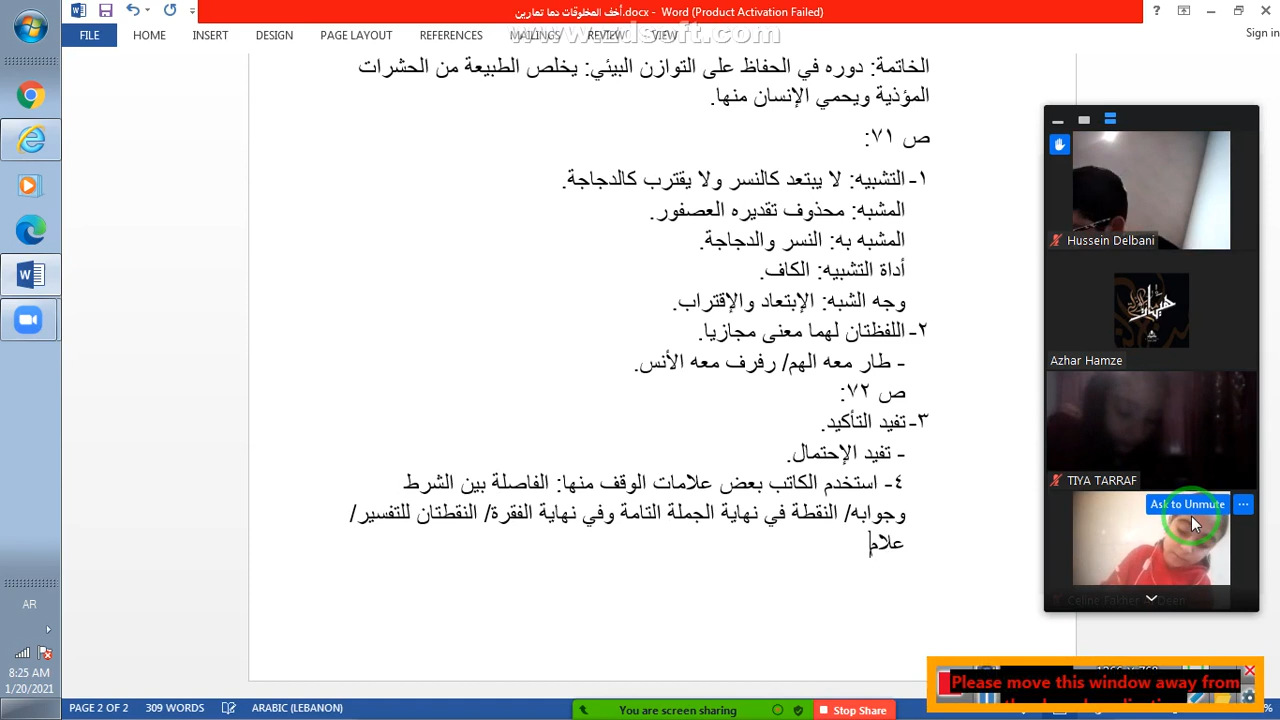 أخف المخلوقات دما تمارين.docx - Word (Product Activation Failed)
FILE HOME INSERT DESIGN PAGE LAYOUT REFERENCES MAILINGS REVIEW VIEW Sign in
www.zdsoft.com
الخاتمة: دوره في الحفاظ على التوازن البيئي: يخلص الطبيعة من الحشرات
المؤذية ويحمي الإنسان منها.
ص ٧١:
١- التشبيه: لا يبتعد كالنسر ولا يقترب كالدجاجة.
المشبه: محذوف تقديره العصفور.
المشبه به: النسر والدجاجة.
أداة التشبيه: الكاف.
وجه الشبه: الإبتعاد والإقتراب.
٢- اللفظتان لهما معنى مجازيا.
- طار معه الهم/ رفرف معه الأنس.
ص ٧٢:
٣- تفيد التأكيد.
- تفيد الإحتمال.
٤- استخدم الكاتب بعض علامات الوقف منها: الفاصلة بين الشرط
وجوابه/ النقطة في نهاية الجملة التامة وفي نهاية الفقرة/ النقطتان للتفسير/
علام
Hussein Delbani
Azhar Hamze
TIYA TARRAF
Ask to Unmute
Celine Fakher
Please move this window away from
AR
8:25 AM
1/20/2021
PAGE 2 OF 2 309 WORDS ARABIC (LEBANON)
You are screen sharing Stop Share